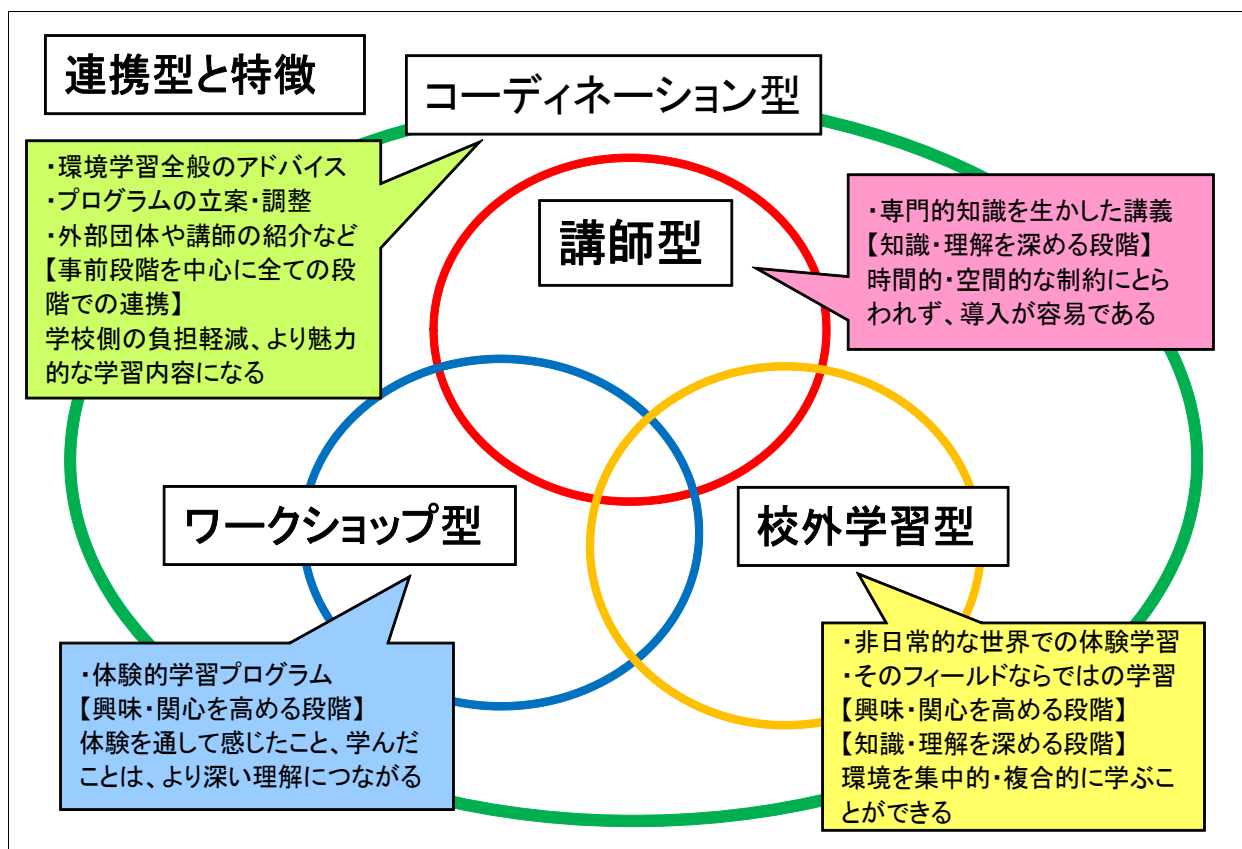 連携型と特徴
コーディネーション型
・環境学習全般のアドバイス
・プログラムの立案・調整
・外部団体や講師の紹介など
【事前段階を中心に全ての段
階での連携】
学校側の負担軽減、より魅力
的な学習内容になる
講師型
・専門的知識を生かした講義
【知識・理解を深める段階】
時間的・空間的な制約にとら
われず、導入が容易である
ワークショップ型
・体験的学習プログラム
【興味・関心を高める段階】
体験を通して感じたこと、学んだ
ことは、より深い理解につながる
校外学習型
・非日常的な世界での体験学習
・そのフィールドならではの学習
【興味・関心を高める段階】
【知識・理解を深める段階】
環境を集中的・複合的に学ぶこ
とができる